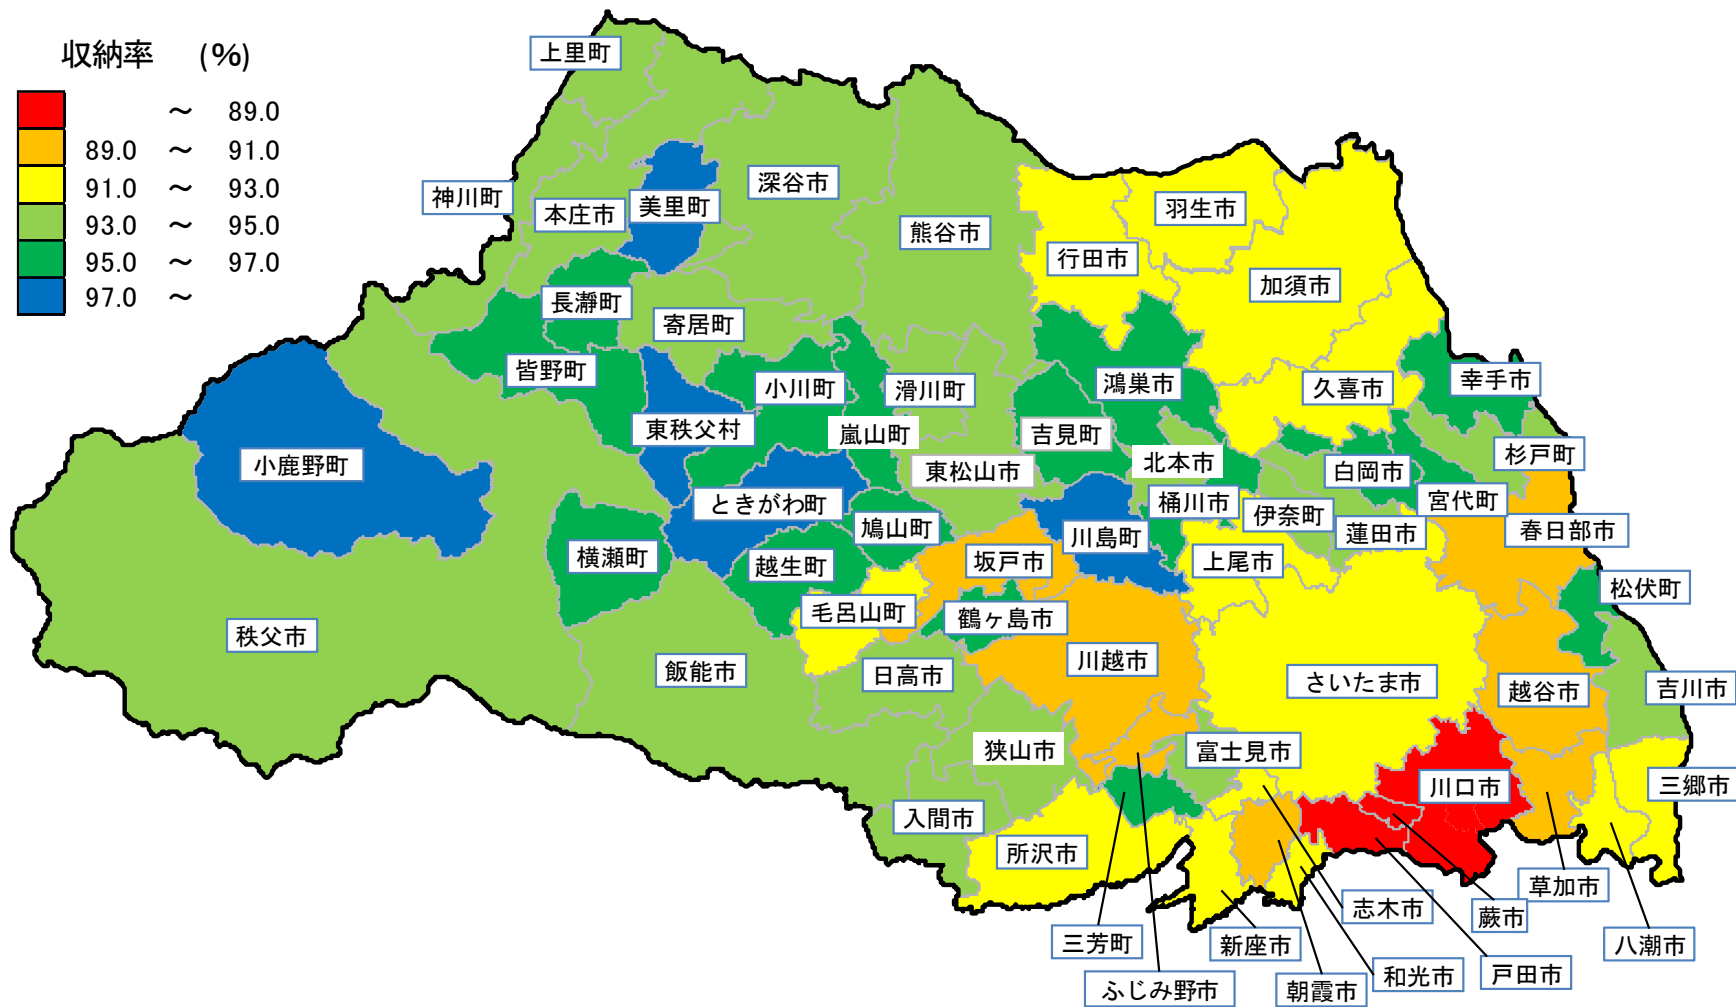 収納率 (%)
～ 89.0
89.0 ～ 91.0
91.0 ～ 93.0
93.0 ～ 95.0
95.0 ～ 97.0
97.0 ～
上里町
神川町
本庄市
美里町
深谷市
熊谷市
行田市
羽生市
加須市
長瀞町
寄居町
皆野町
小川町
滑川町
鴻巣市
久喜市
幸手市
東秩父村
嵐山町
吉見町
北本市
白岡市
杉戸町
小鹿野町
東松山市
ときがわ町
桶川市
宮代町
伊奈町
蓮田市
春日部市
鳩山町
川島町
横瀬町
越生町
坂戸市
上尾市
松伏町
毛呂山町
鶴ヶ島市
秩父市
飯能市
日高市
川越市
さいたま市
越谷市
吉川市
狭山市
富士見市
川口市
三郷市
入間市
所沢市
草加市
志木市
蕨市
三芳町
新座市
八潮市
ふじみ野市
朝霞市
和光市
戸田市